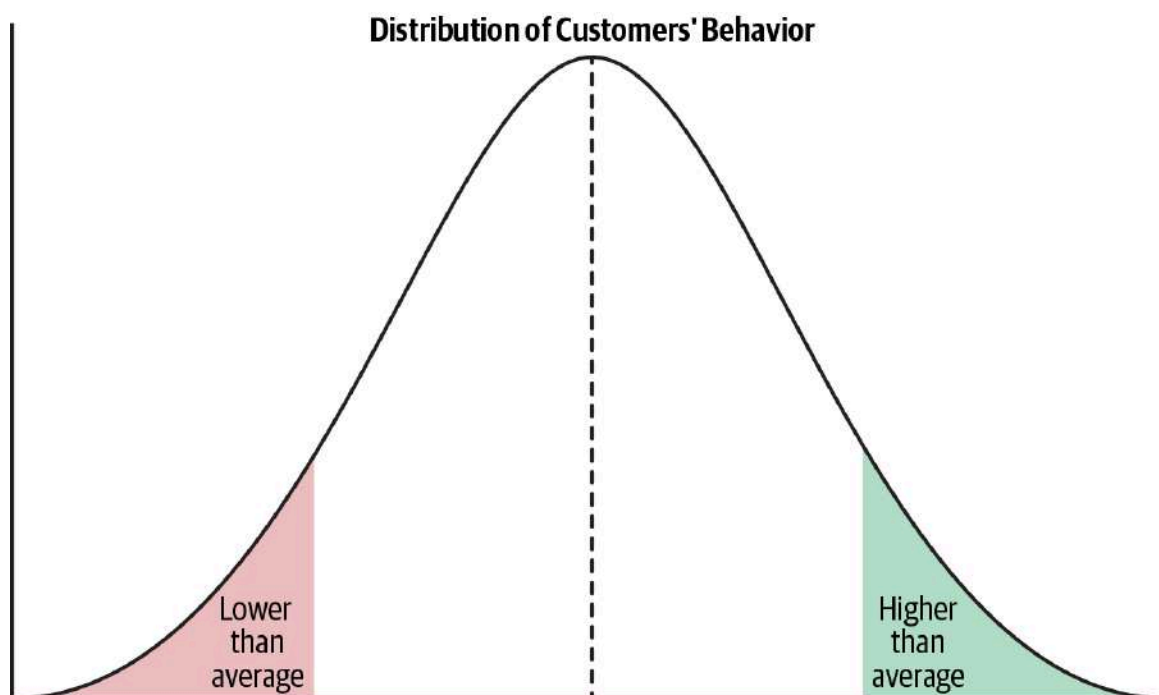 Distribution of Customers' Behavior
Lower
than
average
Higher
than
average